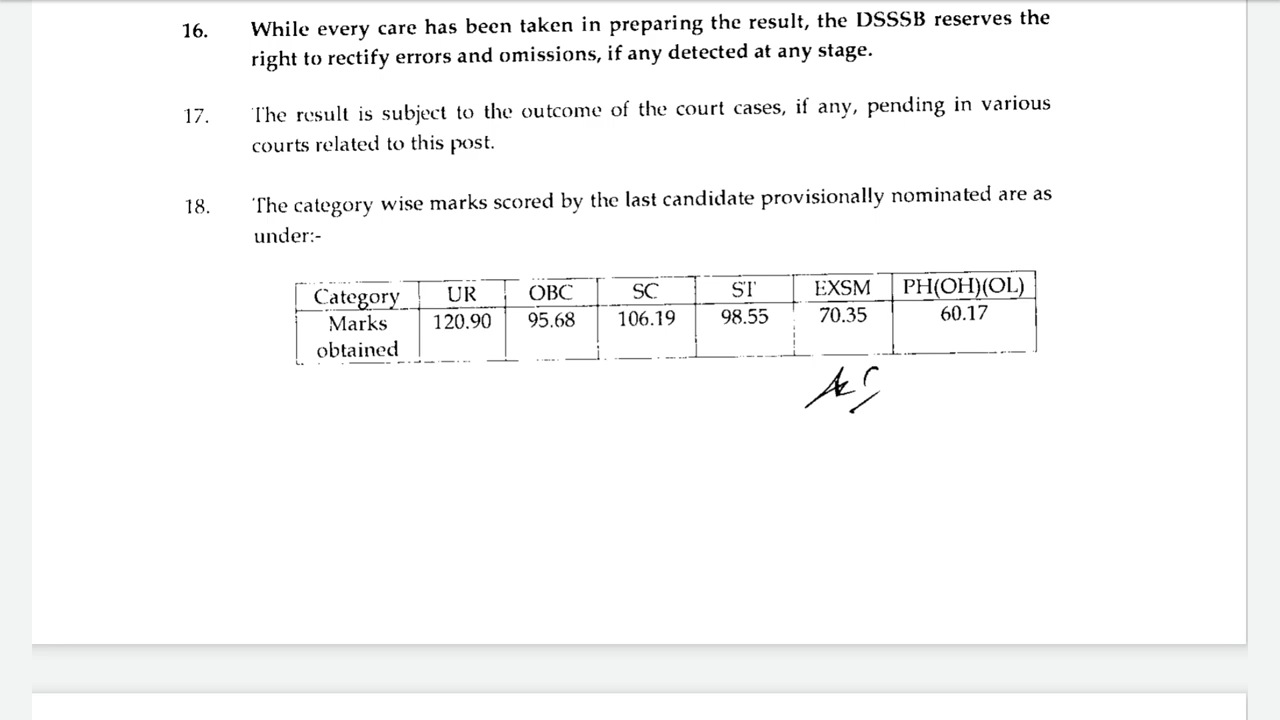 16. While every care has been taken in preparing the result, the DSSSB reserves the
right to rectify errors and omissions, if any detected at any stage.
17. The result is subject to the outcome of the court cases, if any, pending in various
courts related to this post.
18. The category wise marks scored by the last candidate provisionally nominated are as
under:-
Category UR OBC SC ST EXSM PH(OH)(OL)
Marks 120.90 95.68 106.19 98.55 70.35 60.17
obtained